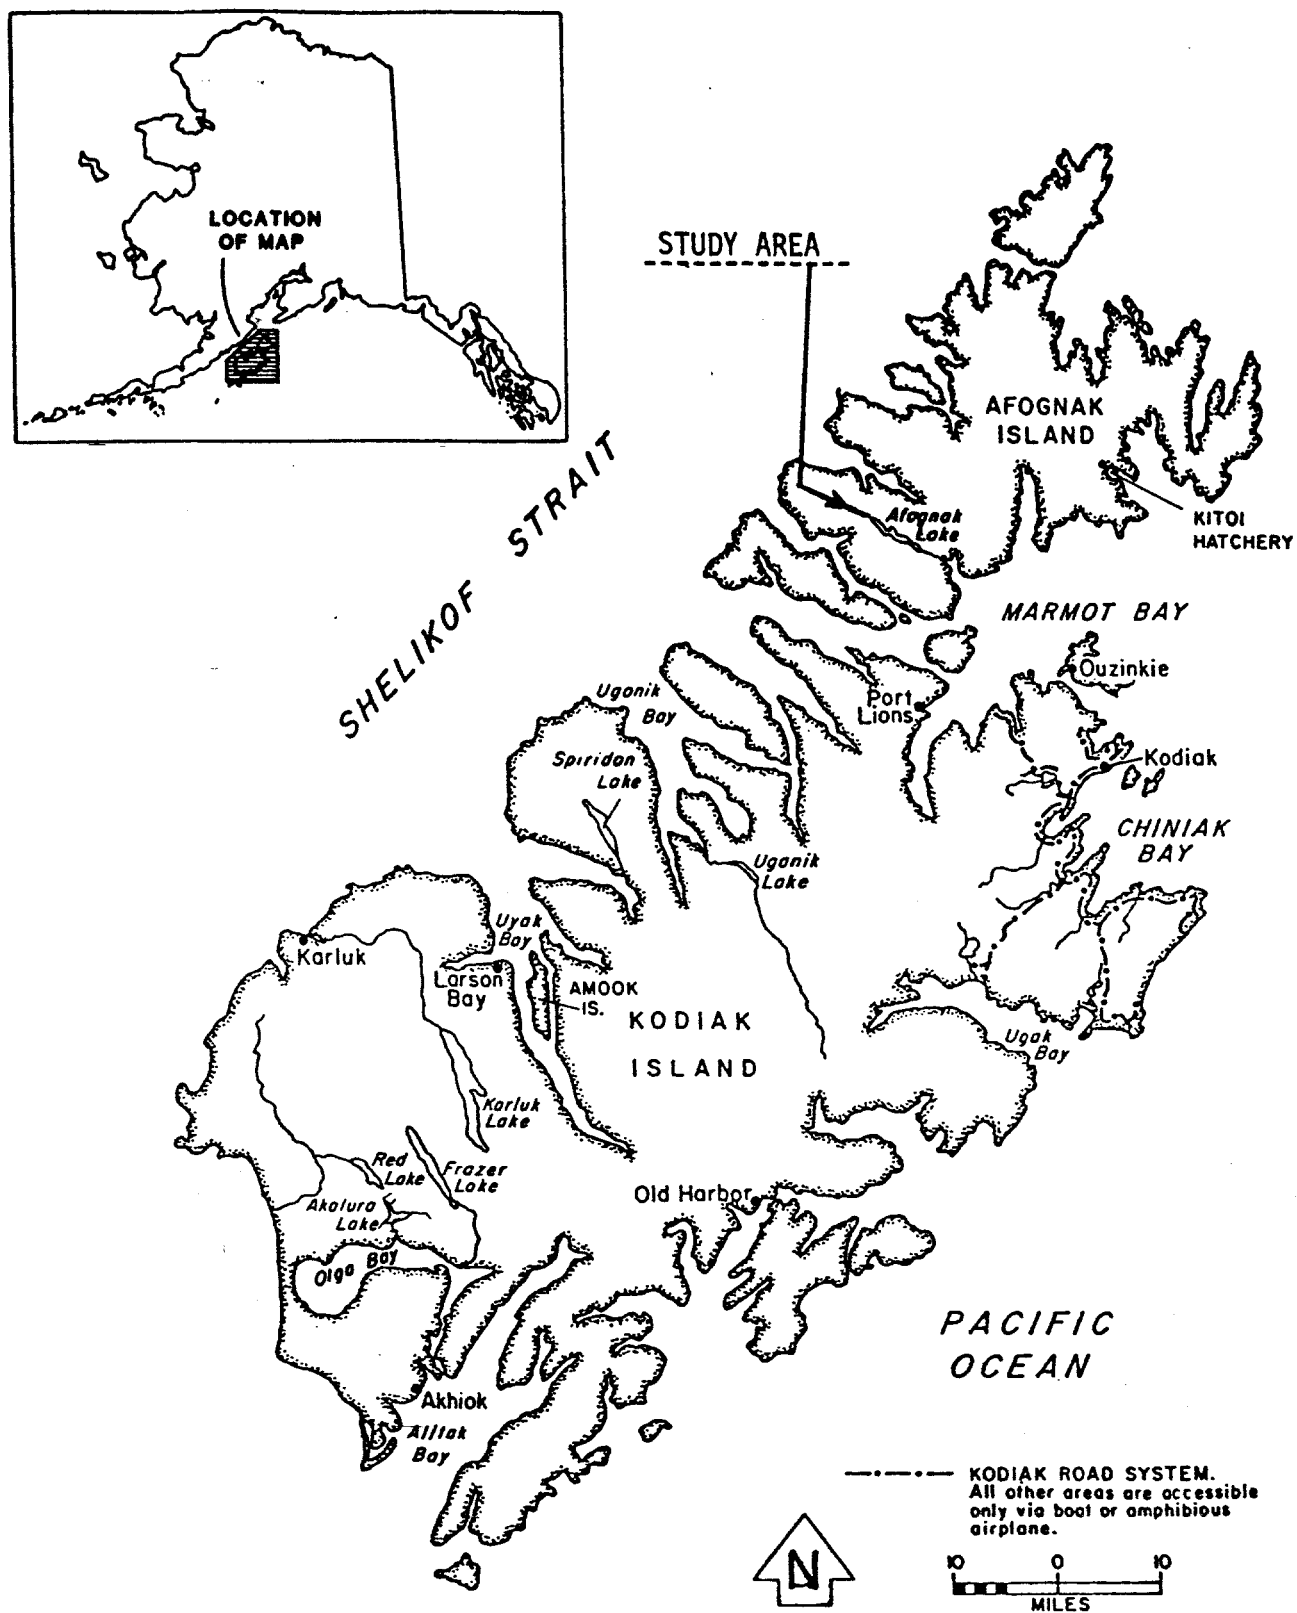 LOCATION
OF MAP
STUDY AREA
AFOGNAK
ISLAND
SHELIKOF STRAIT
Afognak
Lake
KITOI
HATCHERY
MARMOT BAY
Ouzinkie
Port
Lions
Uganik
Bay
Spiridon
Lake
Kodiak
CHINIAK
BAY
Uganik
Lake
Uyak
Bay
Karluk
Larson
Bay
AMOOK
IS.
KODIAK
ISLAND
Ugak
Bay
Karluk
Lake
Red
Lake
Frazer
Lake
Akalura
Lake
Old Harbor
Olga Bay
PACIFIC
OCEAN
Akhiok
Alitak
Bay
KODIAK ROAD SYSTEM.
All other areas are accessible
only via boat or amphibious
airplane.
N
10 0 10
MILES